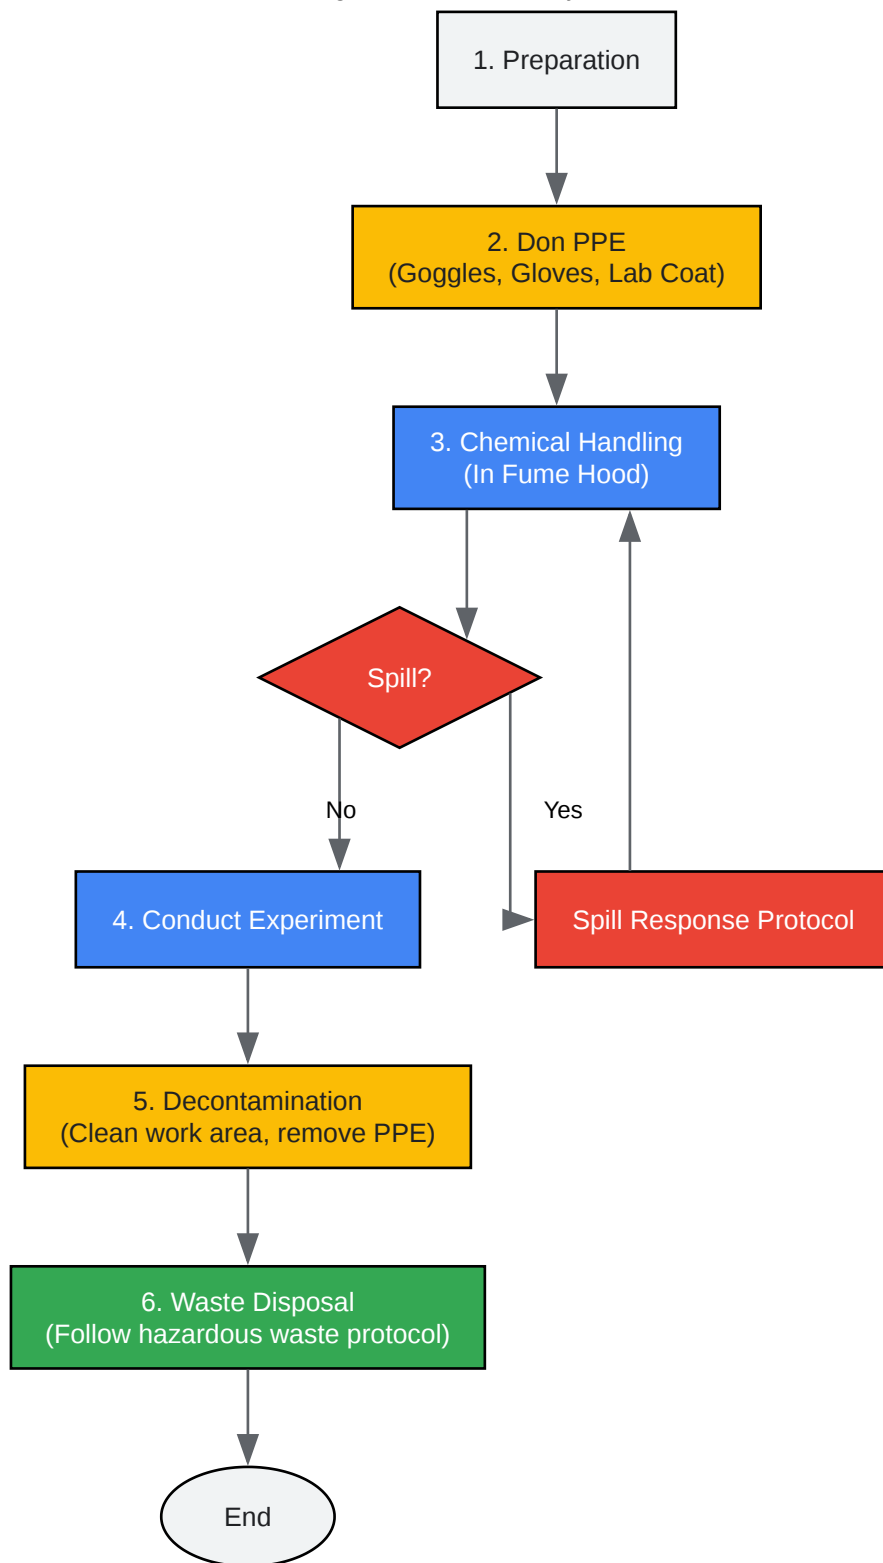 1. Preparation
2. Don PPE
(Goggles, Gloves, Lab Coat)
3. Chemical Handling
(In Fume Hood)
Spill?
No
Yes
4. Conduct Experiment
Spill Response Protocol
5. Decontamination
(Clean work area, remove PPE)
6. Waste Disposal
(Follow hazardous waste protocol)
End